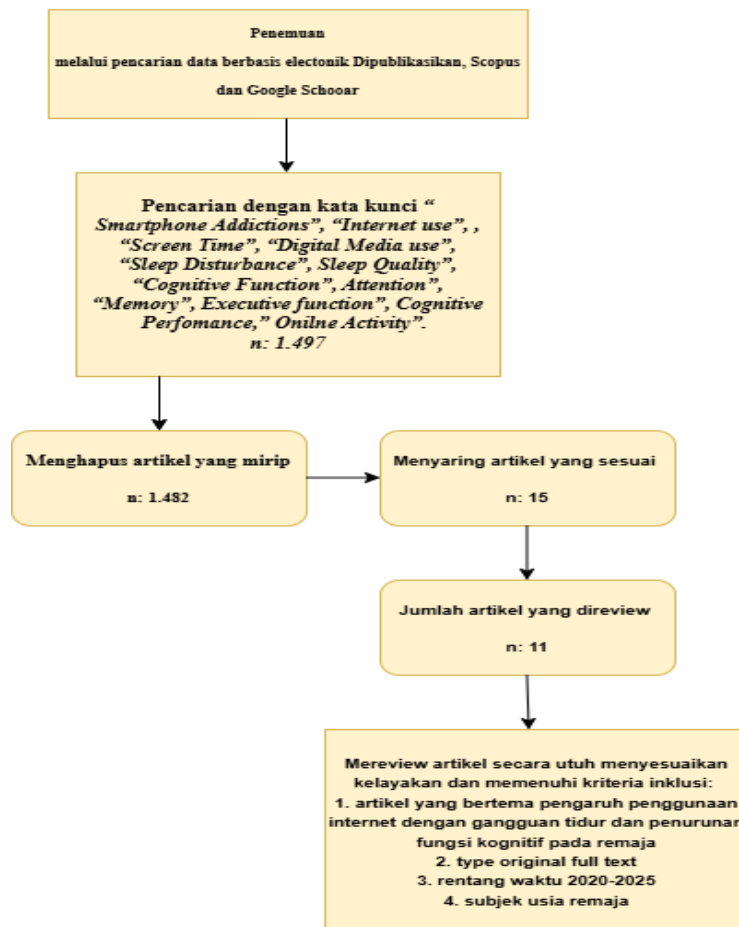 Penemuan
melalui pencarian data berbasis electonik Dipublikasikan, Scopus
dan Google Schooar
Pencarian dengan kata kunci “
Smartphone Addictions”, “Internet use”, ,
“Screen Time”, “Digital Media use”,
“Sleep Disturbance”, Sleep Quality”,
“Cognitive Function”, Attention”,
“Memory”, Executive function”, Cognitive
Perfomance,” Onilne Activity”.
n: 1.497
Menghapus artikel yang mirip
n: 1.482
Menyaring artikel yang sesuai
n: 15
Jumlah artikel yang direview
n: 11
Mereview artikel secara utuh menyesuaikan
kelayakan dan memenuhi kriteria inklusi:
1. artikel yang bertema pengaruh penggunaan
internet dengan gangguan tidur dan penurunan
fungsi kognitif pada remaja
2. type original full text
3. rentang waktu 2020-2025
4. subjek usia remaja